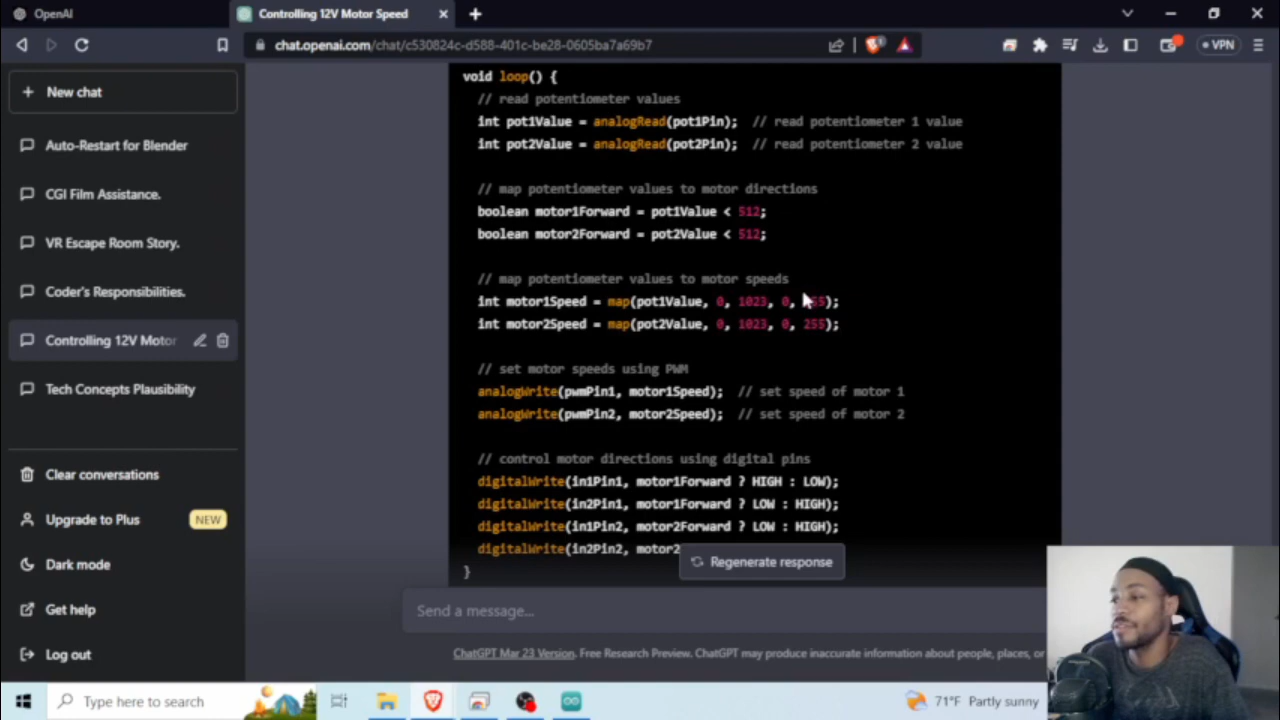 OpenAI
Controlling 12V Motor Speed
chat.openai.com/chat/c530824c-d588-401c-be28-0605ba7a69b7
VPN
New chat
Auto-Restart for Blender
CGI Film Assistance.
VR Escape Room Story.
Coder's Responsibilities.
Controlling 12V Motor
Tech Concepts Plausibility
Clear conversations
Upgrade to Plus NEW
Dark mode
Get help
Log out
void loop() {
// read potentiometer values
int pot1Value = analogRead(pot1Pin); // read potentiometer 1 value
int pot2Value = analogRead(pot2Pin); // read potentiometer 2 value
// map potentiometer values to motor directions
boolean motor1Forward = pot1Value < 512;
boolean motor2Forward = pot2Value < 512;
// map potentiometer values to motor speeds
int motor1Speed = map(pot1Value, 0, 1023, 0, 55);
int motor2Speed = map(pot2Value, 0, 1023, 0, 255);
// set motor speeds using PWM
analogWrite(pwmPin1, motor1Speed); // set speed of motor 1
analogWrite(pwmPin2, motor2Speed); // set speed of motor 2
// control motor directions using digital pins
digitalWrite(in1Pin1, motor1Forward ? HIGH : LOW);
digitalWrite(in2Pin1, motor1Forward ? LOW : HIGH);
digitalWrite(in1Pin2, motor2Forward ? LOW : HIGH);
digitalWrite(in2Pin2, motor2
}
Regenerate response
Send a message...
ChatGPT Mar 23 Version. Free Research Preview. ChatGPT may produce inaccurate information about people, places, or
Type here to search
71°F Partly sunny